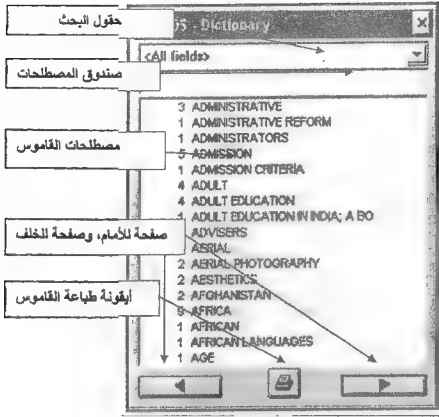 حقول البحث
- Dictionary
<All fields>
صندوق المصطلحات
3 ADMINISTRATIVE
1 ADMINISTRATIVE REFORM
1 ADMINISTRATORS
5 ADMISSION
مصطلحات القاموس
1 ADMISSION CRITERIA
4 ADULT
4 ADULT EDUCATION
1 ADULT EDUCATION IN INDIA; A BO
صفحة للأمام، وصفحة للخلف
ADVISERS
AERIAL
2 AERIAL PHOTOGRAPHY
2 AESTHETICS
2 AFGHANISTAN
أيقونة طباعة القاموس
9 AFRICA
1 AFRICAN
1 AFRICAN LANGUAGES
1 AGE